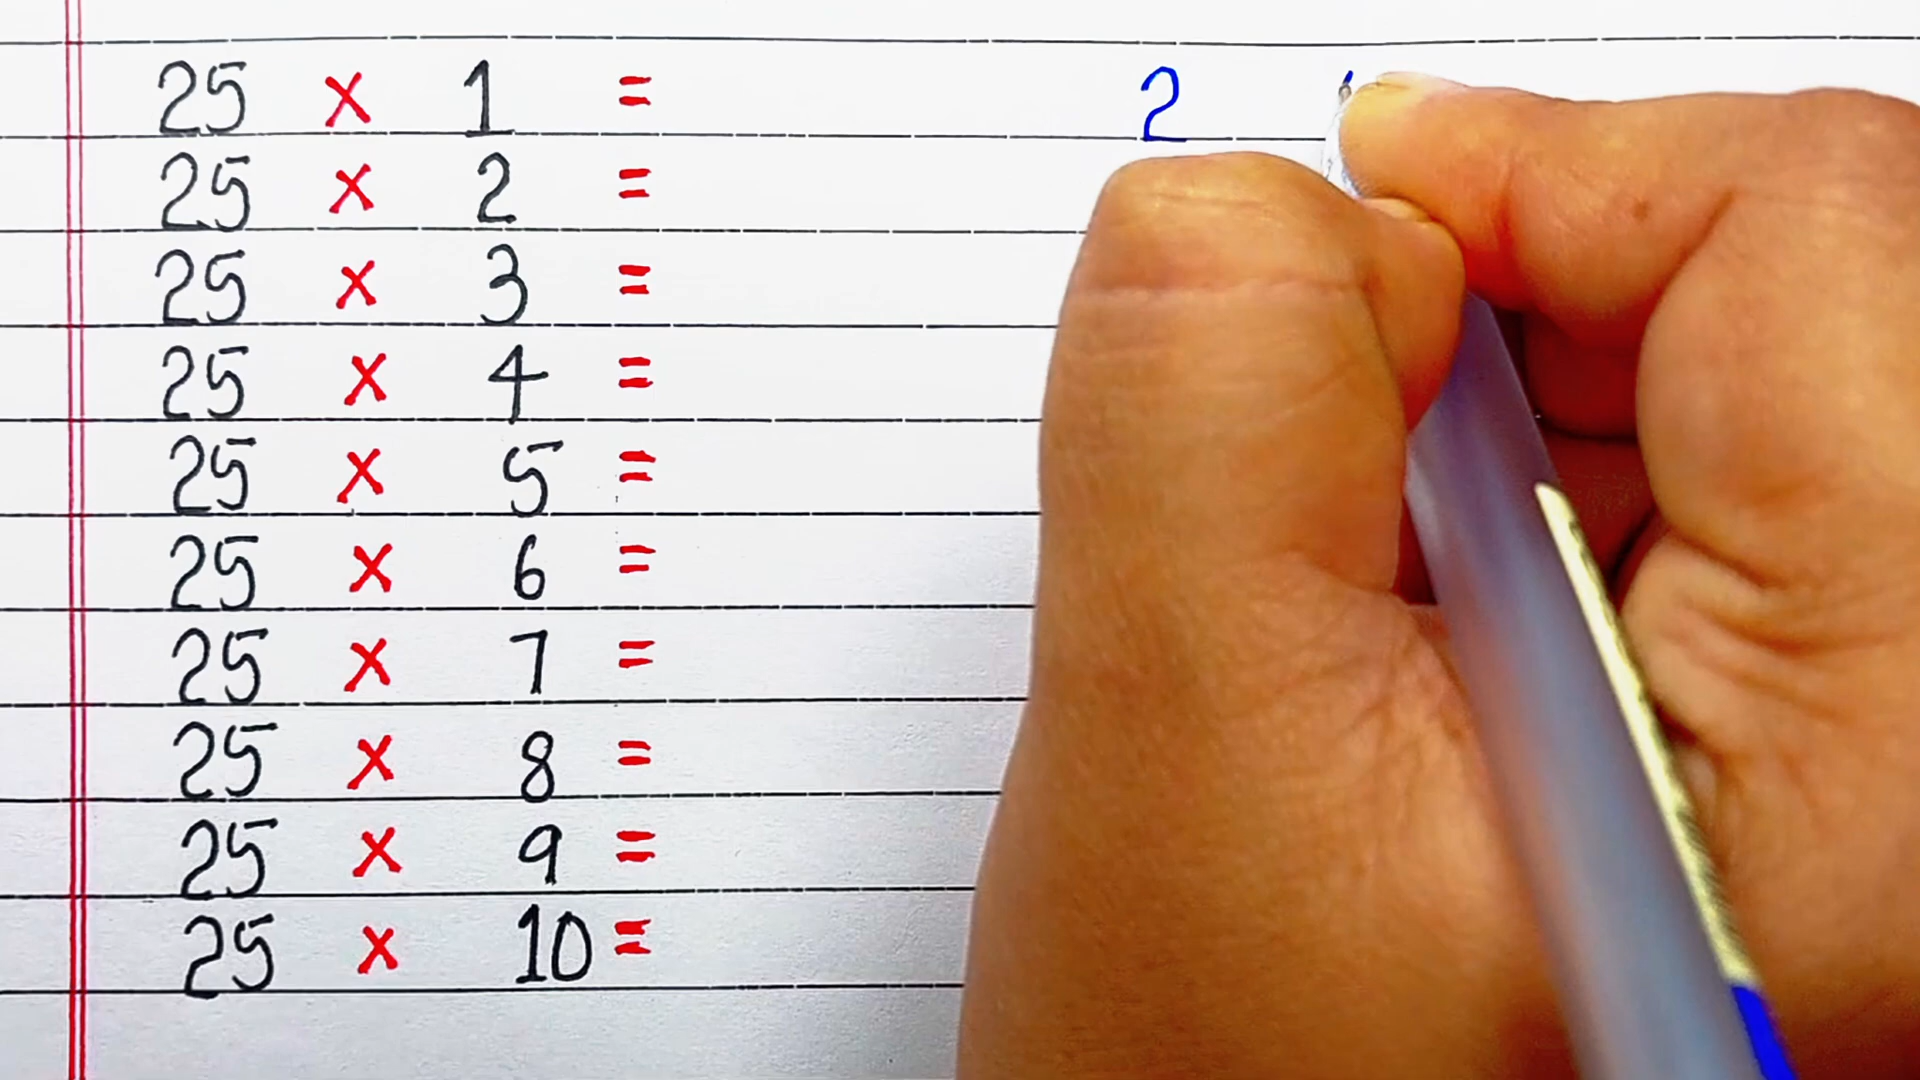 25 × 1 = 2
25 × 2 =
25 × 3 =
25 × 4 =
25 × 5 =
25 × 6 =
25 × 7 =
25 × 8 =
25 × 9 =
25 × 10 =